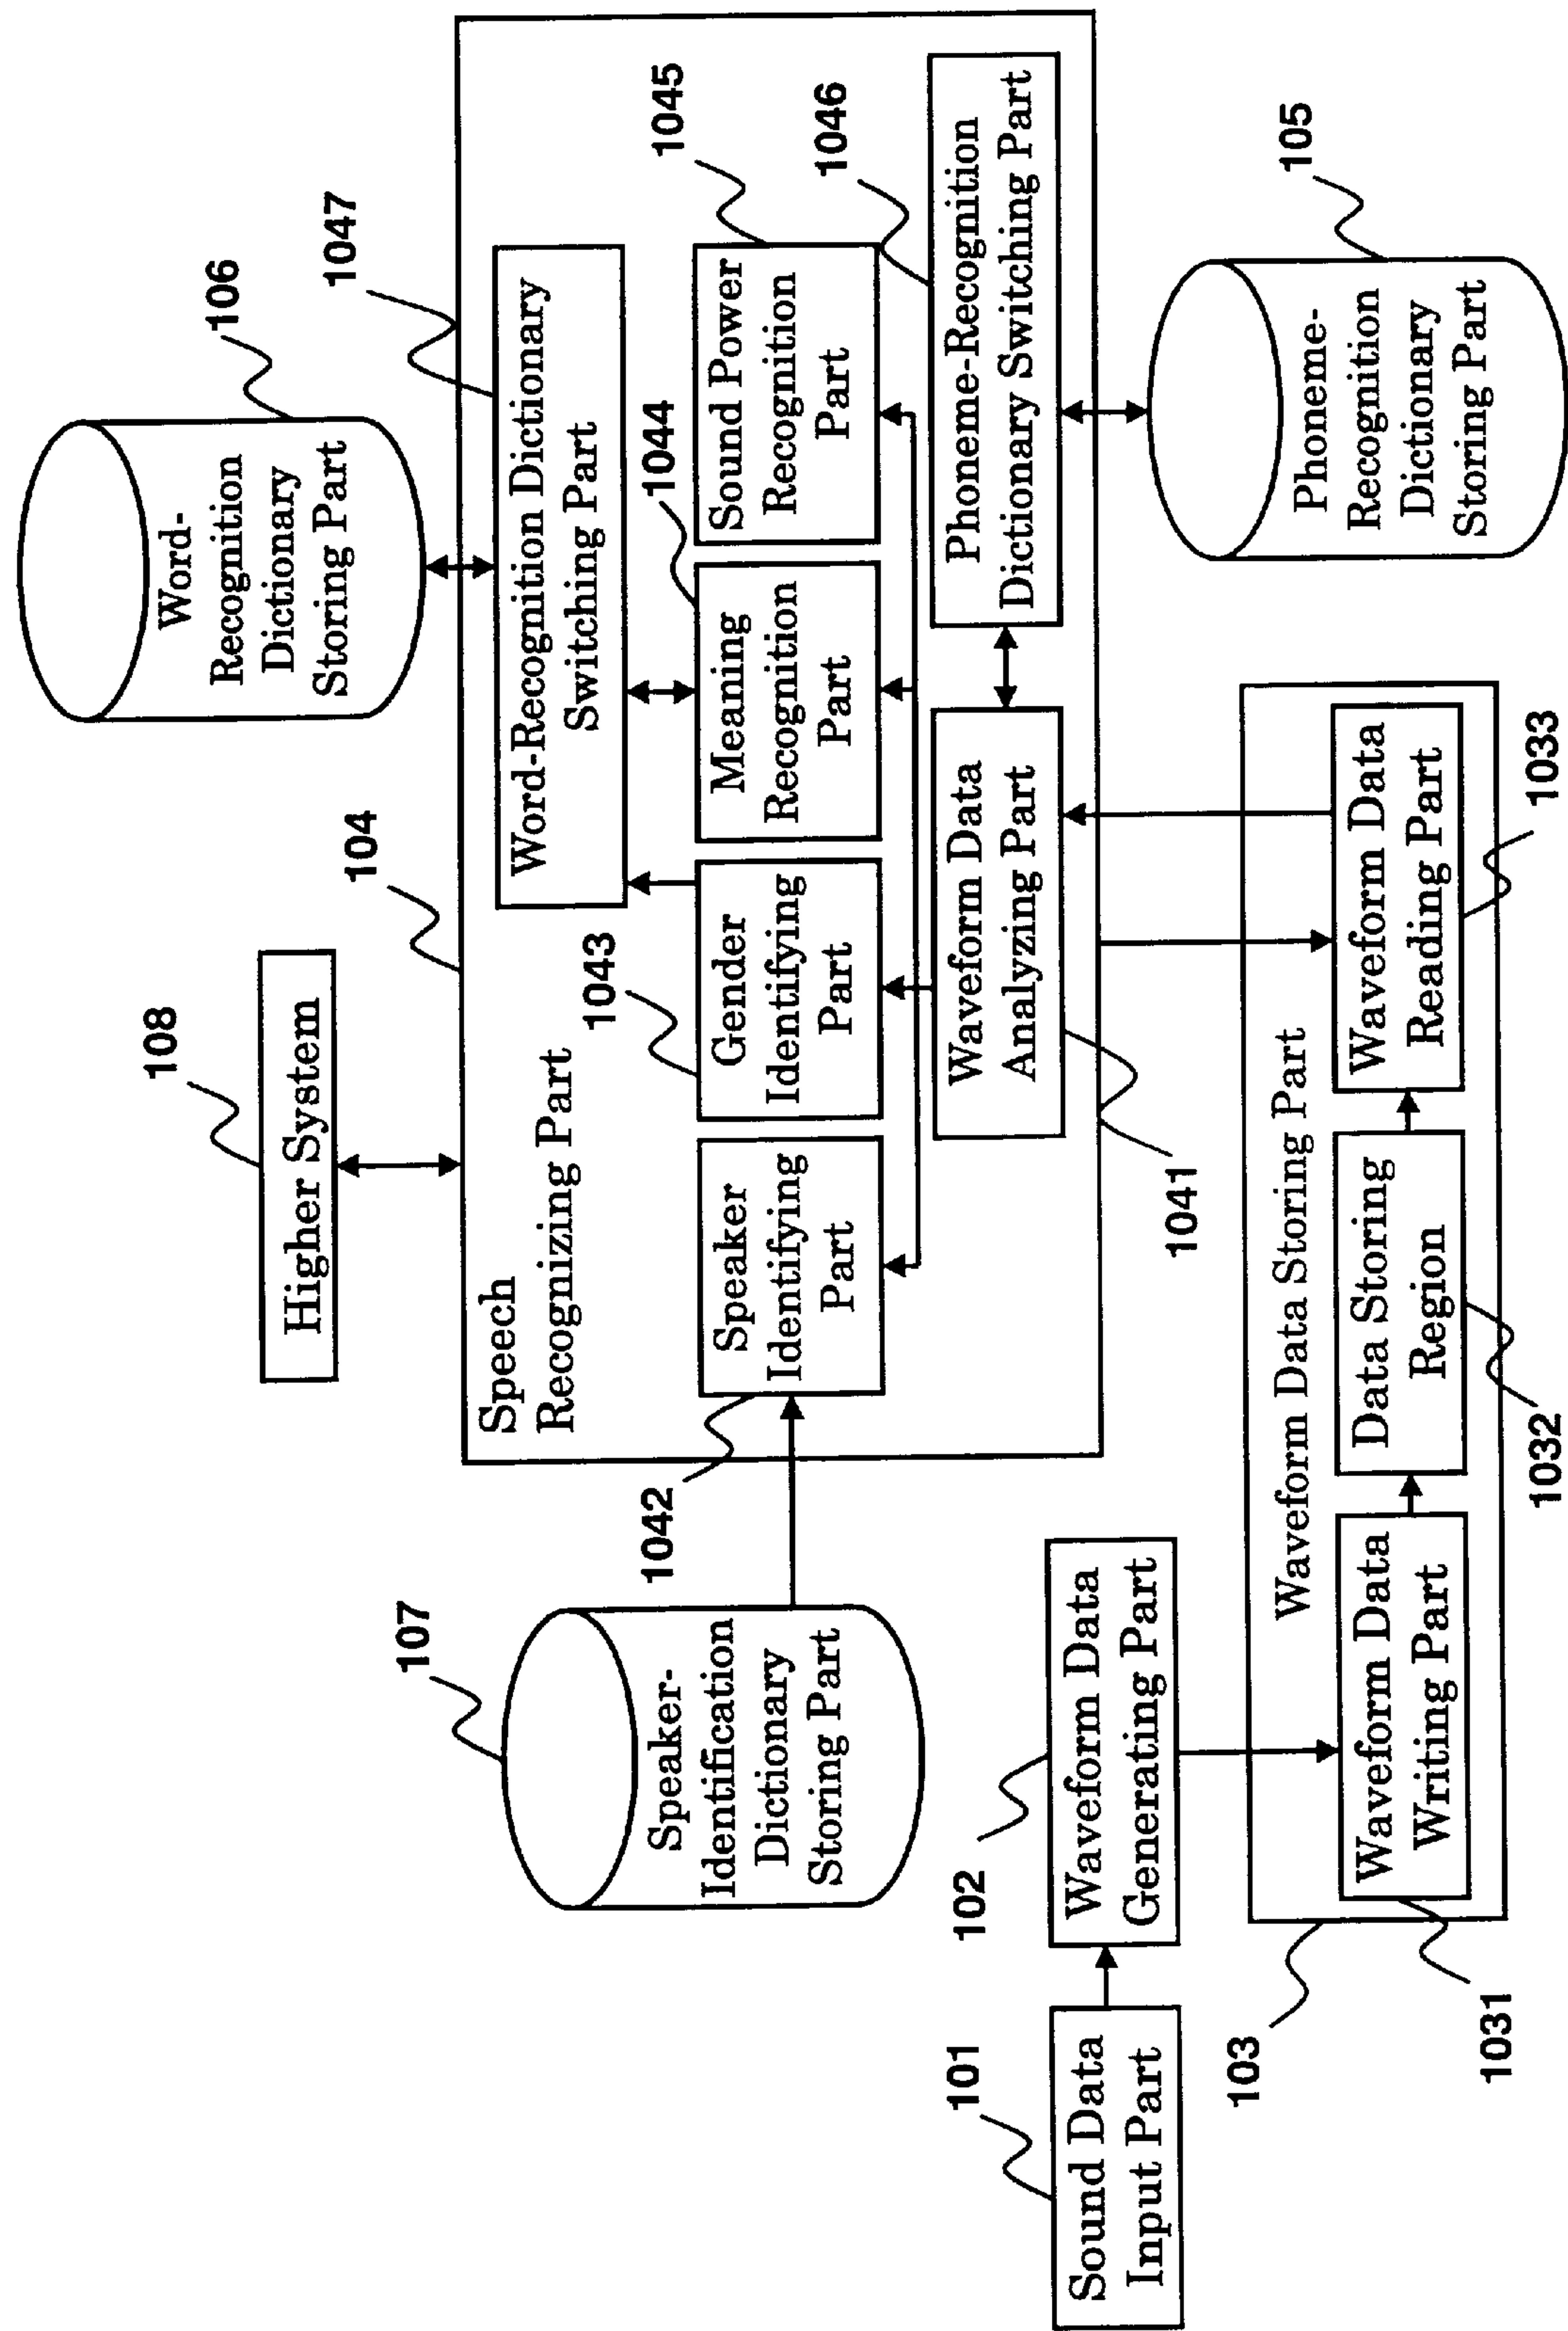 108
Higher System
104
106
Word-
Recognition
Dictionary
Storing Part
1047
Speech
Recognizing Part
Word-Recognition Dictionary
Switching Part
107
Speaker-
Identification
Dictionary
Storing Part
1042
Speaker
Identifying
Part
1043
Gender
Identifying
Part
1044
Meaning
Recognition
Part
1045
Sound Power
Recognition
Part
1046
Waveform Data
Analyzing Part
1041
Phoneme-Recognition
Dictionary Switching Part
101
Sound Data
Input Part
102
Waveform Data
Generating Part
105
Phoneme-
Recognition
Dictionary
Storing Part
103
Waveform Data Storing Part
Waveform Data
Writing Part
1031
Data Storing
Region
1032
Waveform Data
Reading Part
1033